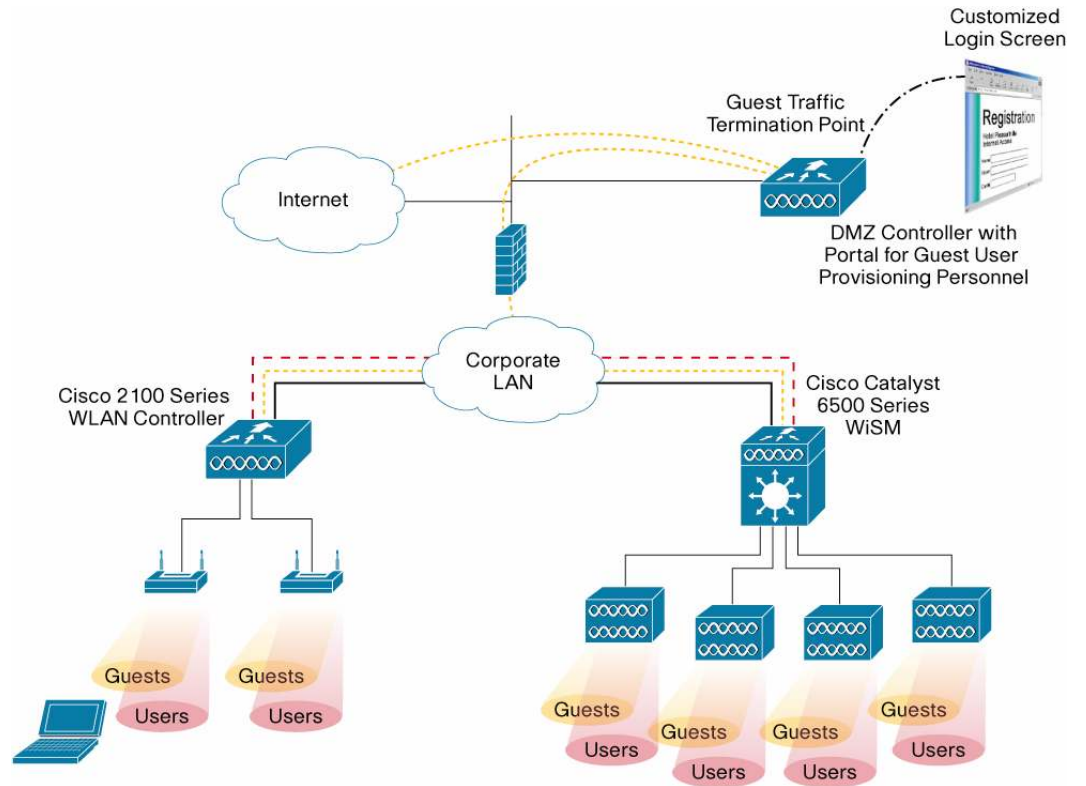 Customized
Login Screen
Guest Traffic
Termination Point
Registration
Internet Access
Internet
DMZ Controller with
Portal for Guest User
Provisioning Personnel
Corporate
LAN
Cisco 2100 Series
WLAN Controller
Cisco Catalyst
6500 Series
WiSM
Guests
Users
Guests
Users
Guests
Users
Guests
Users
Guests
Users
Guests
Users